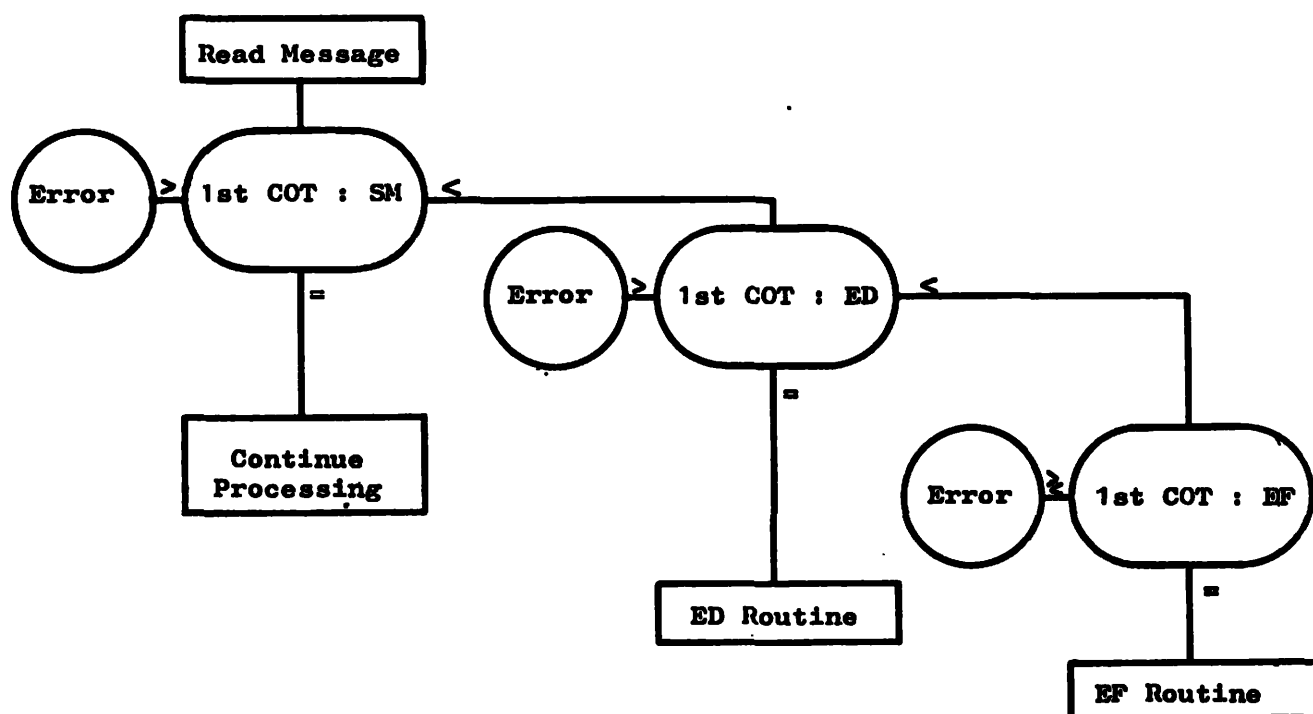 Read Message
Error
>
1st COT : SM
<
=
Error
>
1st COT : ED
<
=
Continue
Processing
Error
≷
1st COT : EF
=
ED Routine
EF Routine